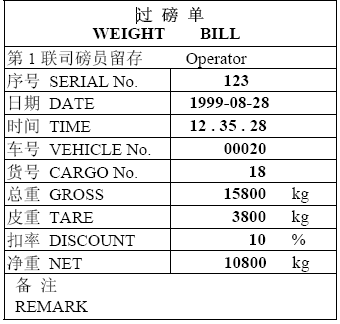 过 磅 单
WEIGHT BILL
第 1 联司磅员留存 Operator
序号 SERIAL No. 123
日期 DATE 1999-08-28
时间 TIME 12 . 35 . 28
车号 VEHICLE No. 00020
货号 CARGO No. 18
总重 GROSS 15800 kg
皮重 TARE 3800 kg
扣率 DISCOUNT 10 %
净重 NET 10800 kg
备 注
REMARK